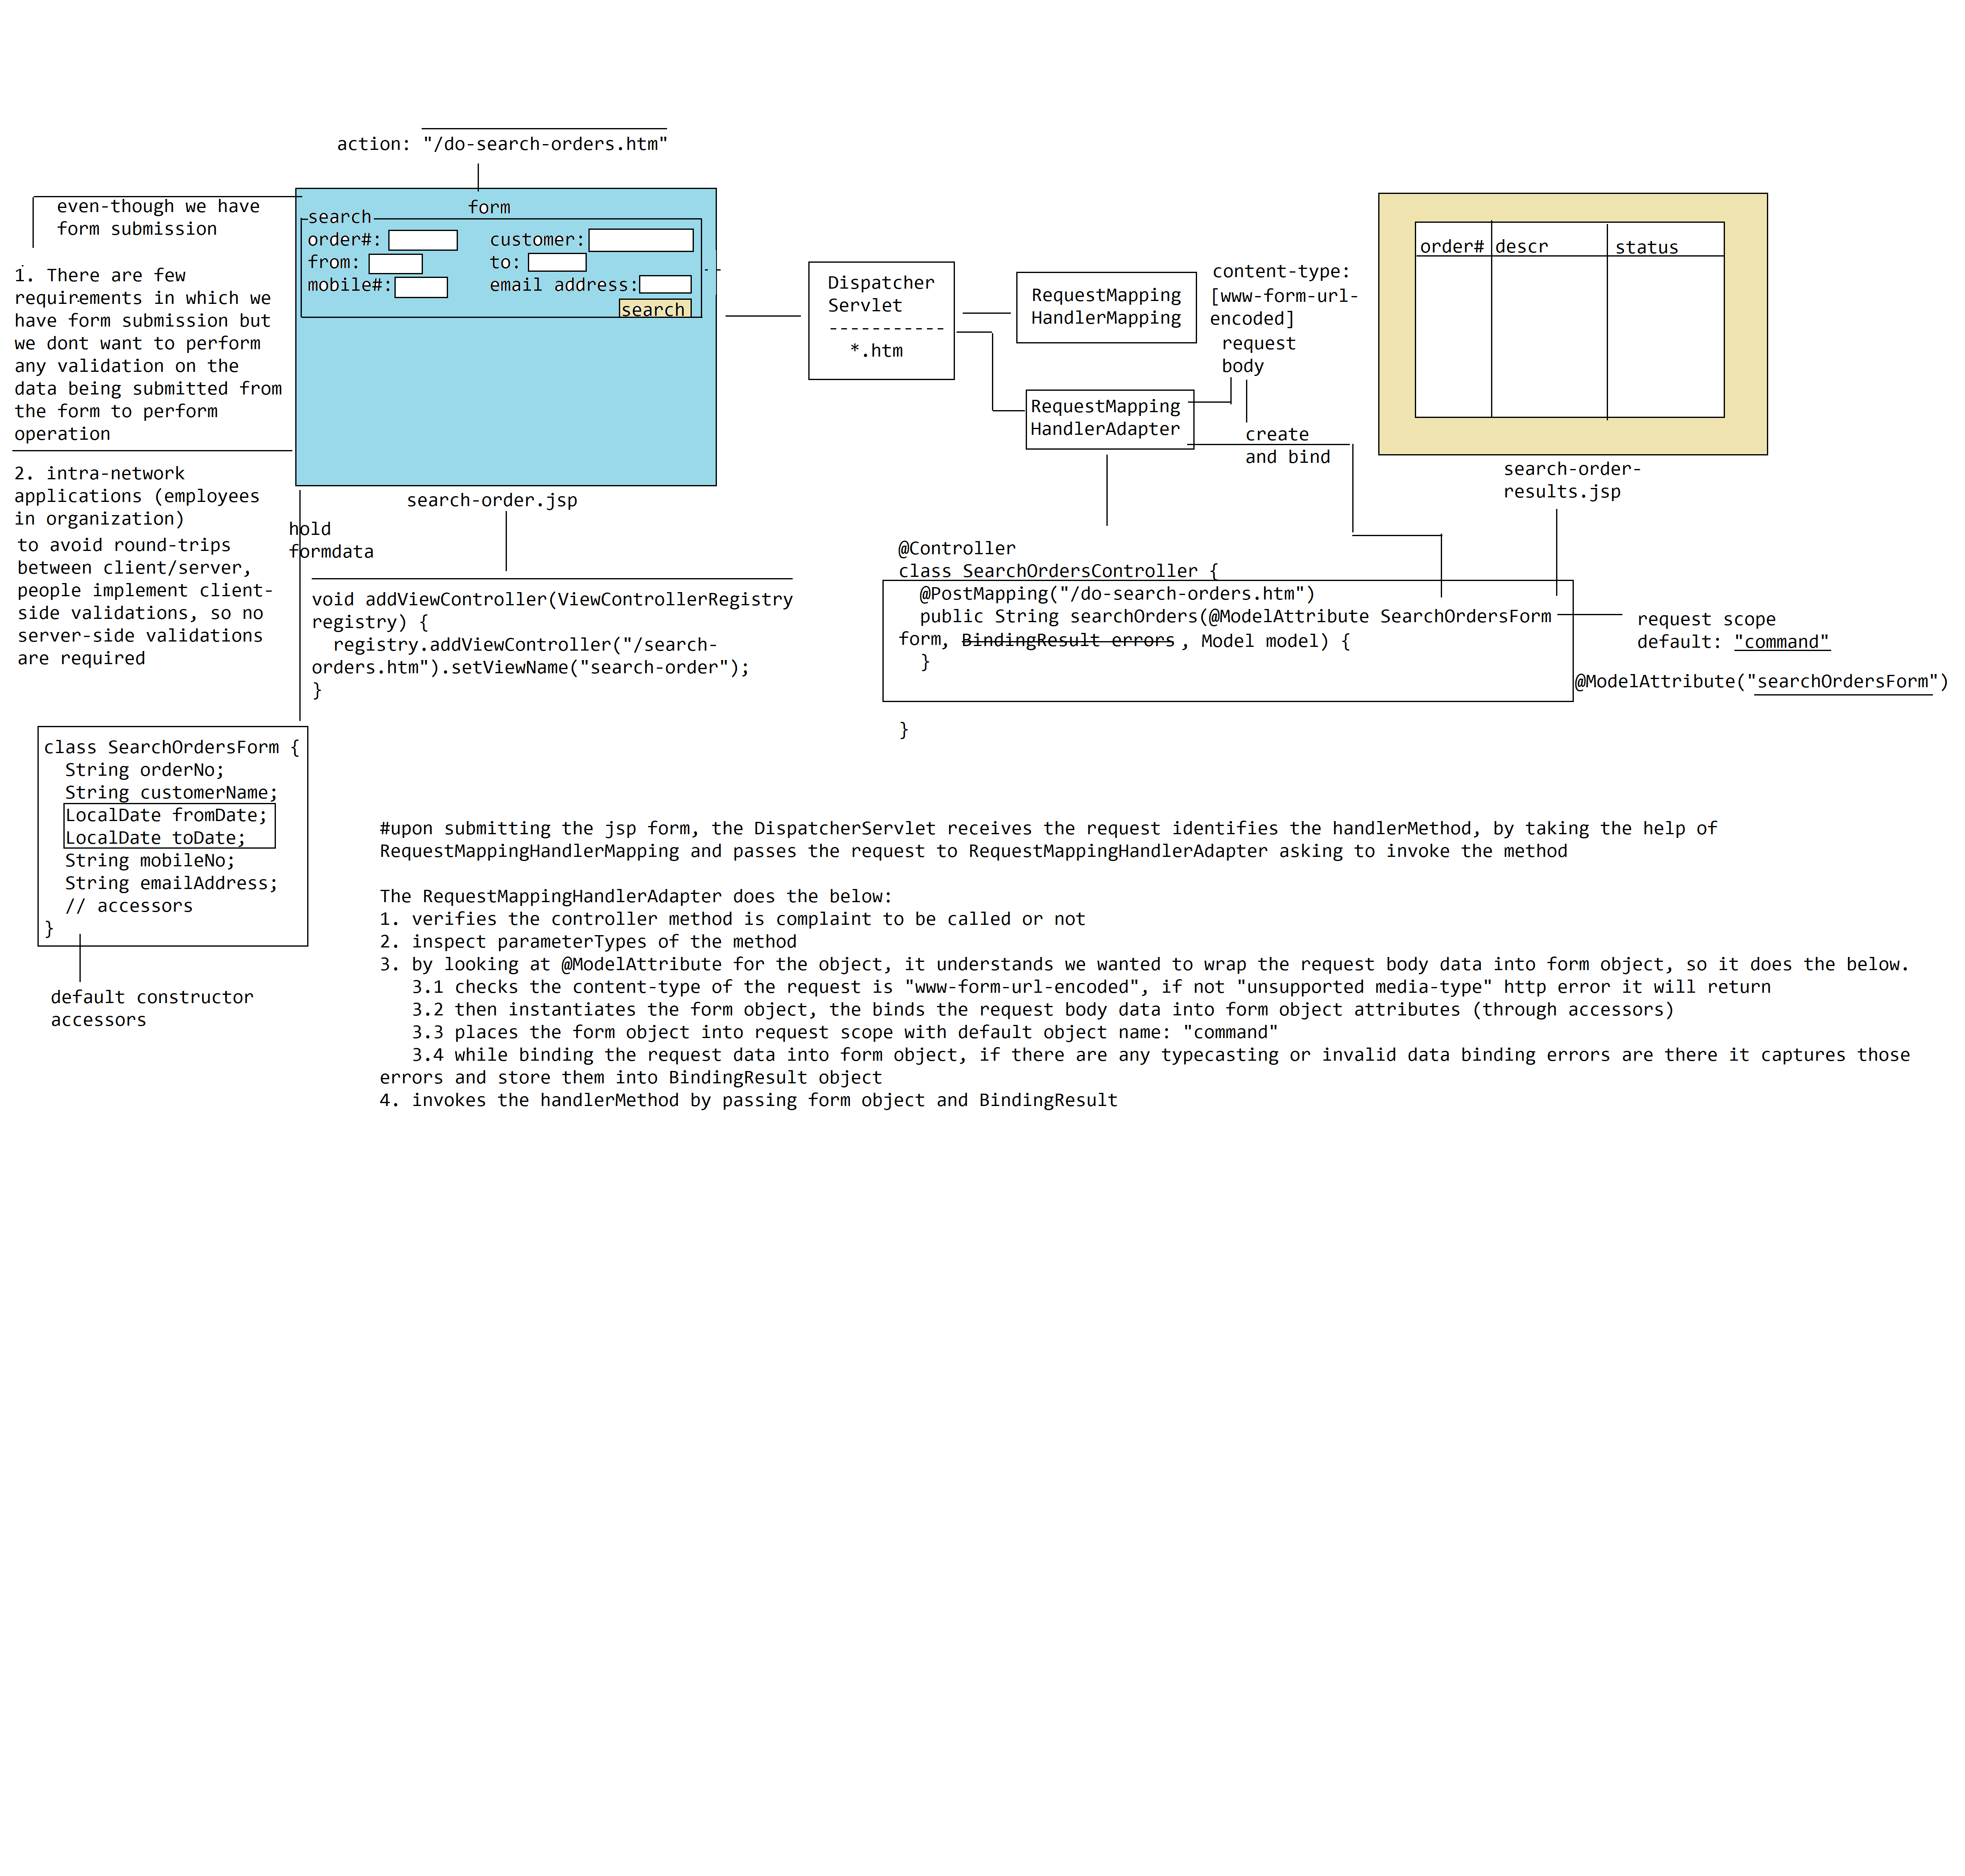 action: "/do-search-orders.htm"
even-though we have
form submission
1. There are few
requirements in which we
have form submission but
we dont want to perform
any validation on the
data being submitted from
the form to perform
operation
2. intra-network
applications (employees
in organization)
to avoid round-trips
between client/server,
people implement client-
side validations, so no
server-side validations
are required
form
search
order#:
customer:
from:
to:
mobile#:
email address:
search
search-order.jsp
hold
formdata
void addViewController(ViewControllerRegistry
registry) {
registry.addViewController("/search-
orders.htm").setViewName("search-order");
}
class SearchOrdersForm {
String orderNo;
String customerName;
LocalDate fromDate;
LocalDate toDate;
String mobileNo;
String emailAddress;
// accessors
}
default constructor
accessors
Dispatcher
Servlet
-----------
*.htm
RequestMapping
HandlerMapping
RequestMapping
HandlerAdapter
content-type:
[www-form-url-
encoded]
request
body
create
and bind
order# descr status
search-order-
results.jsp
@Controller
class SearchOrdersController {
@PostMapping("/do-search-orders.htm")
public String searchOrders(@ModelAttribute SearchOrdersForm
form, BindingResult errors , Model model) {
}
}
request scope
default: "command"
@ModelAttribute("searchOrdersForm")
#upon submitting the jsp form, the DispatcherServlet receives the request identifies the handlerMethod, by taking the help of
RequestMappingHandlerMapping and passes the request to RequestMappingHandlerAdapter asking to invoke the method
The RequestMappingHandlerAdapter does the below:
1. verifies the controller method is complaint to be called or not
2. inspect parameterTypes of the method
3. by looking at @ModelAttribute for the object, it understands we wanted to wrap the request body data into form object, so it does the below.
3.1 checks the content-type of the request is "www-form-url-encoded", if not "unsupported media-type" http error it will return
3.2 then instantiates the form object, the binds the request body data into form object attributes (through accessors)
3.3 places the form object into request scope with default object name: "command"
3.4 while binding the request data into form object, if there are any typecasting or invalid data binding errors are there it captures those
errors and store them into BindingResult object
4. invokes the handlerMethod by passing form object and BindingResult